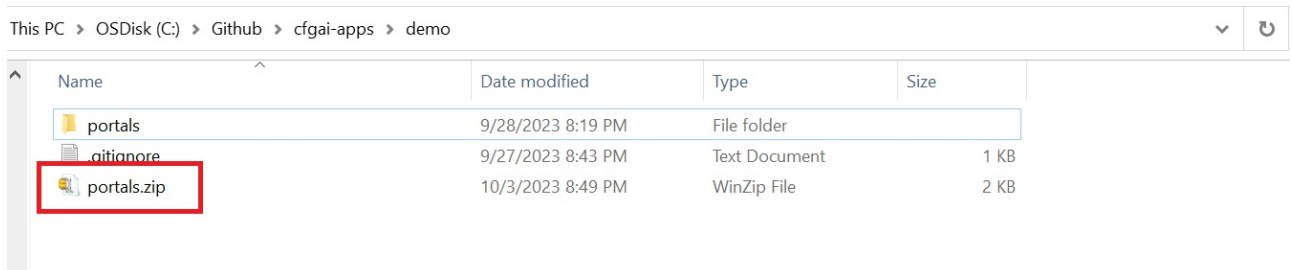 This PC > OSDisk (C:) > Github > cfgai-apps > demo
Name Date modified Type Size
portals 9/28/2023 8:19 PM File folder
.gitignore 9/27/2023 8:43 PM Text Document 1 KB
portals.zip 10/3/2023 8:49 PM WinZip File 2 KB